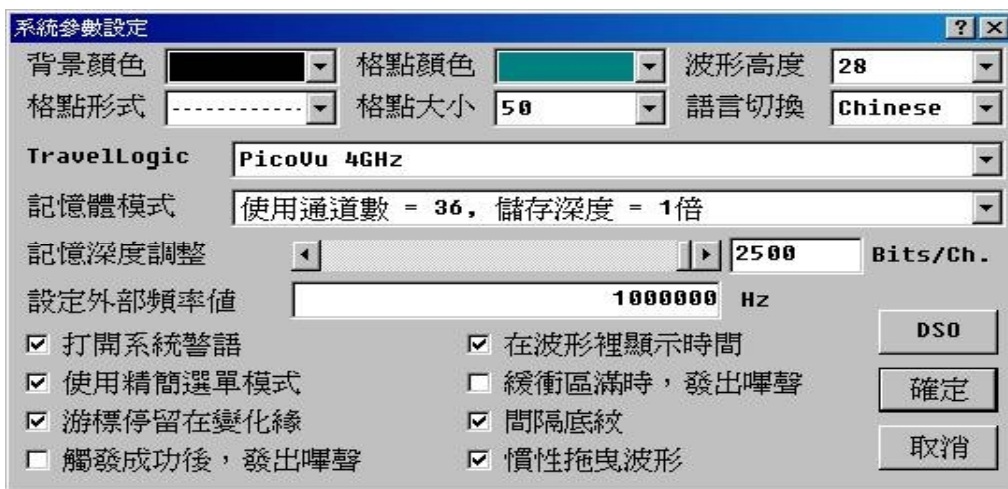 系統參數設定
背景顏色 格點顏色 波形高度 28
格點形式 格點大小 50 語言切換 Chinese
TravelLogic PicoVu 4GHz
記憶體模式 使用通道數 = 36, 儲存深度 = 1倍
記憶深度調整 2500 Bits/Ch.
設定外部頻率值 1000000 Hz
DSO
打開系統警語 在波形裡顯示時間
使用精簡選單模式 緩衝區滿時，發出嗶聲 確定
游標停留在變化緣 間隔底紋
觸發成功後，發出嗶聲 慣性拖曳波形 取消